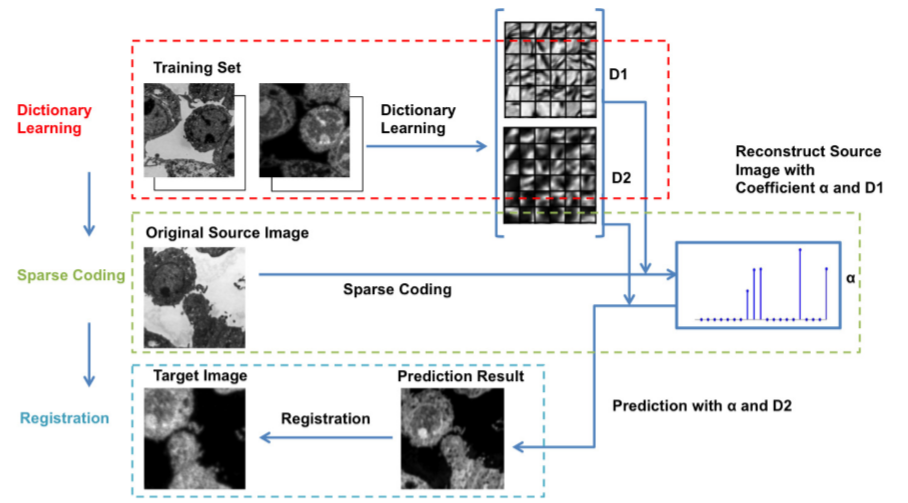 Training Set
D1
Dictionary
Learning
Dictionary
Learning
Reconstruct Source
Image with
Coefficient α and D1
D2
Original Source Image
Sparse Coding
Sparse Coding
α
Target Image
Prediction Result
Registration
Registration
Prediction with α and D2